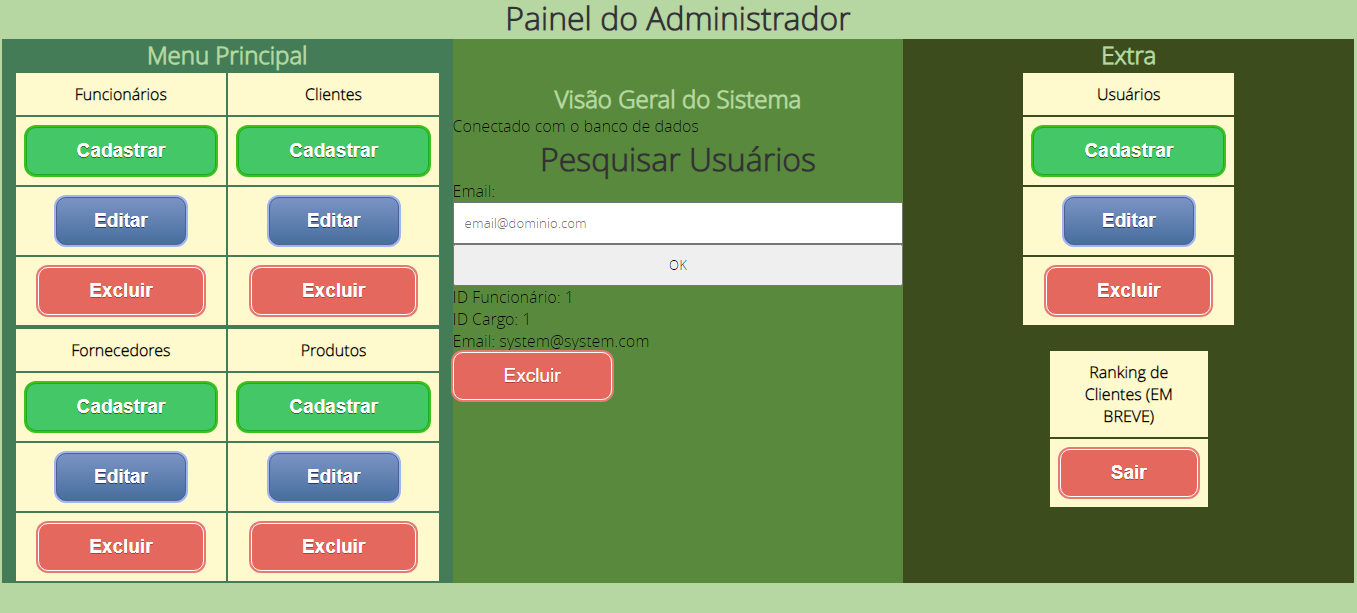 Painel do Administrador
Menu Principal
Funcionários
Clientes
Cadastrar
Cadastrar
Editar
Editar
Excluir
Excluir
Fornecedores
Produtos
Cadastrar
Cadastrar
Editar
Editar
Excluir
Excluir
Visão Geral do Sistema
Conectado com o banco de dados
Pesquisar Usuários
Email:
email@dominio.com
OK
ID Funcionário: 1
ID Cargo: 1
Email: system@system.com
Excluir
Extra
Usuários
Cadastrar
Editar
Excluir
Ranking de
Clientes (EM
BREVE)
Sair